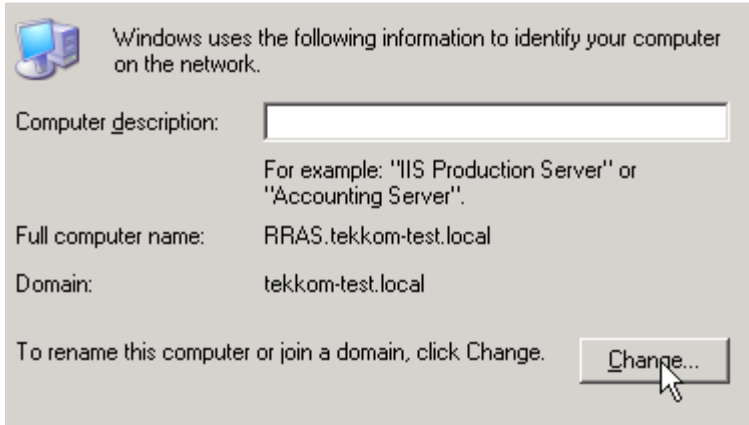 Windows uses the following information to identify your computer
on the network.
Computer description:
For example: "IIS Production Server" or
"Accounting Server".
Full computer name: RRAS.tekkom-test.local
Domain: tekkom-test.local
To rename this computer or join a domain, click Change. Change...